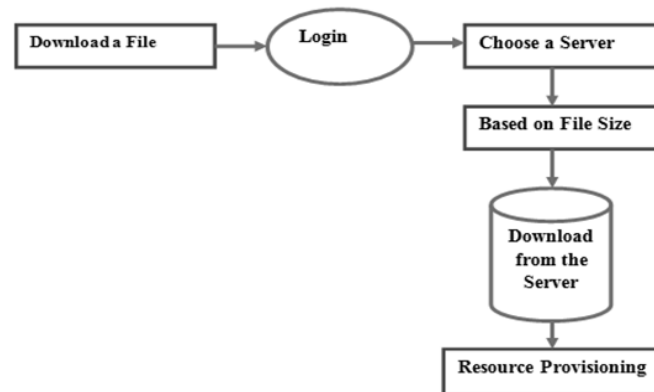 Download a File
Login
Choose a Server
Based on File Size
Download
from the
Server
Resource Provisioning